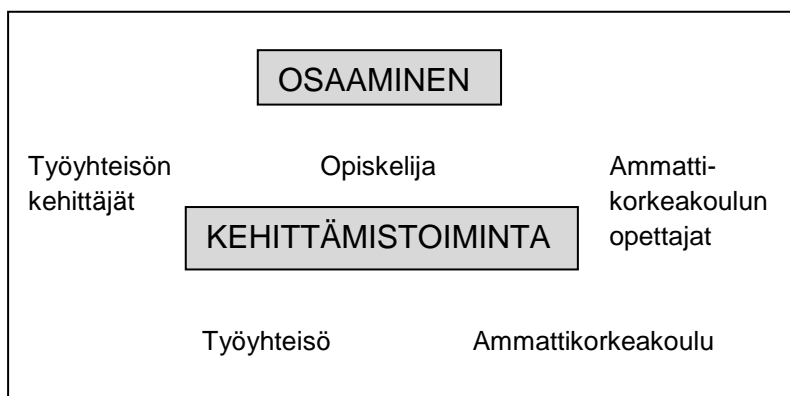 OSAAMINEN
Työyhteisön
kehittäjät
Opiskelija
Ammatti-
korkeakoulun
opettajat
KEHITTÄMISTOIMINTA
Työyhteisö
Ammattikorkeakoulu